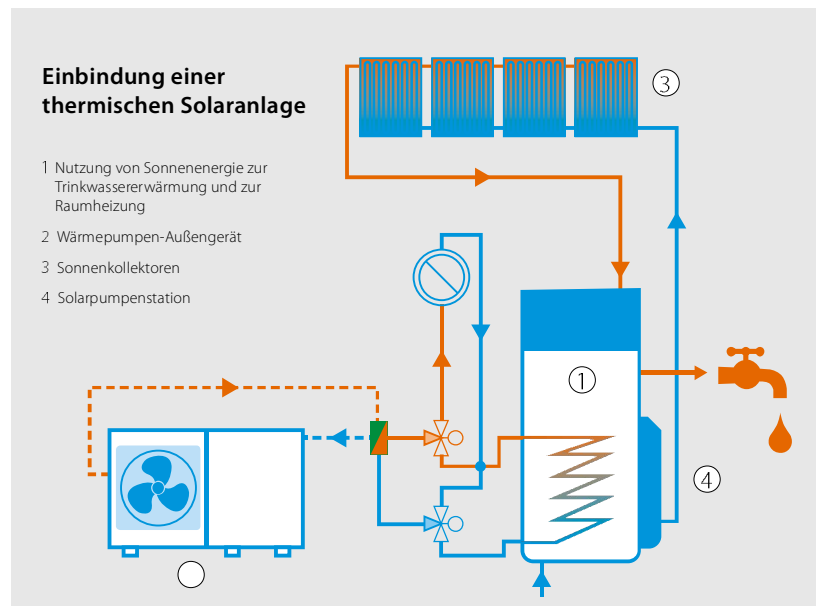 Einbindung einer
thermischen Solaranlage
1 Nutzung von Sonnenenergie zur
Trinkwassererwärmung und zur
Raumheizung
2 Wärmepumpen-Außengerät
3 Sonnenkollektoren
4 Solarpumpenstation
3
1
4